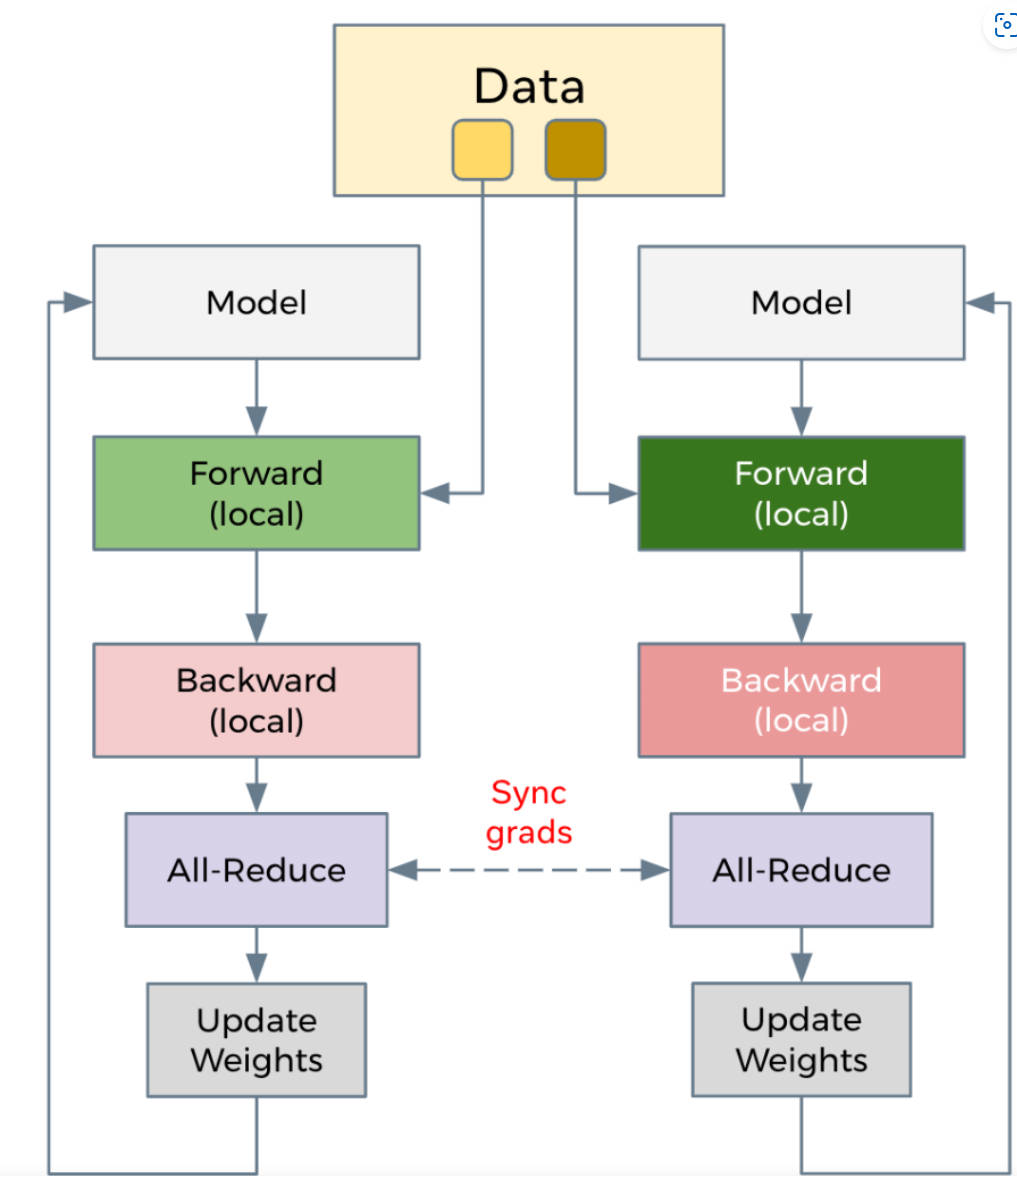 Data
Model
Model
Forward
(local)
Forward
(local)
Backward
(local)
Backward
(local)
Sync
grads
All-Reduce
All-Reduce
Update
Weights
Update
Weights